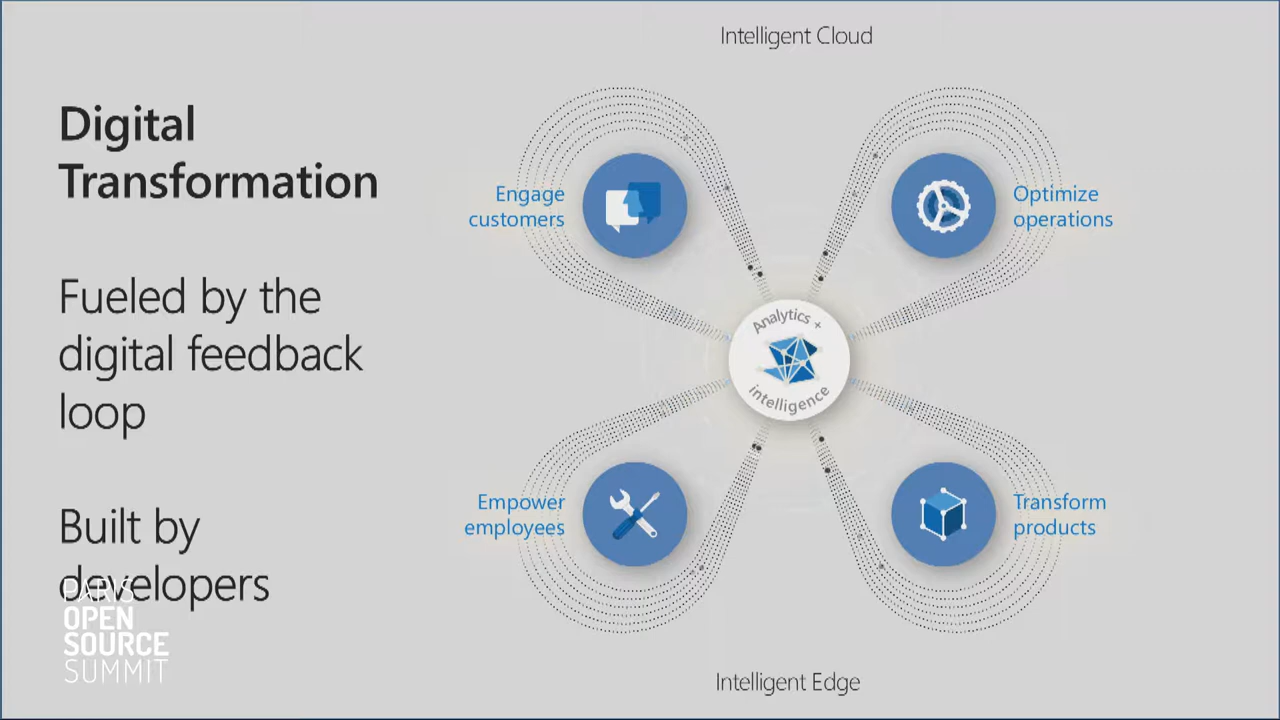 Digital
Transformation
Fueled by the
digital feedback
loop
Built by
developers
PARIS
OPEN
SOURCE
SUMMIT
Intelligent Cloud
Engage
customers
Optimize
operations
Analytics +
intelligence
Empower
employees
Transform
products
Intelligent Edge